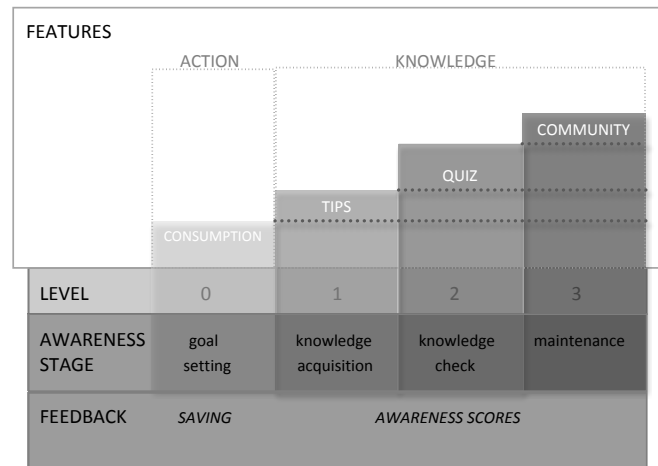 FEATURES
ACTION KNOWLEDGE
COMMUNITY
QUIZ
TIPS
CONSUMPTION
LEVEL 0 1 2 3
AWARENESS goal knowledge knowledge maintenance
STAGE setting acquisition check
FEEDBACK SAVING AWARENESS SCORES